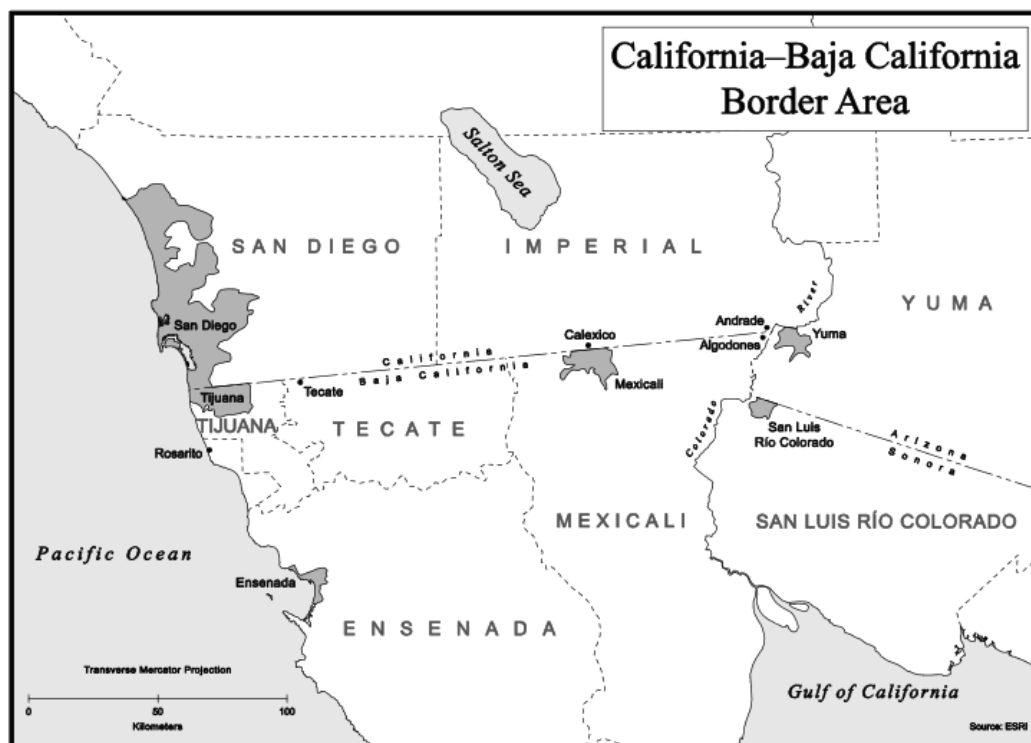 California–Baja California
Border Area
Salton Sea
SAN DIEGO
IMPERIAL
YUMA
River
San Diego
Andrade
Algodones
Yuma
Calexico
California
Baja California
Mexicali
Tecate
Tijuana
TIJUANA
TECATE
Colorado
San Luis
Río Colorado
Arizona
Sonora
Rosarito
MEXICALI
SAN LUIS RÍO COLORADO
Pacific Ocean
Ensenada
ENSENADA
Transverse Mercator Projection
0 50 100
Kilometers
Gulf of California
Source: ESRI